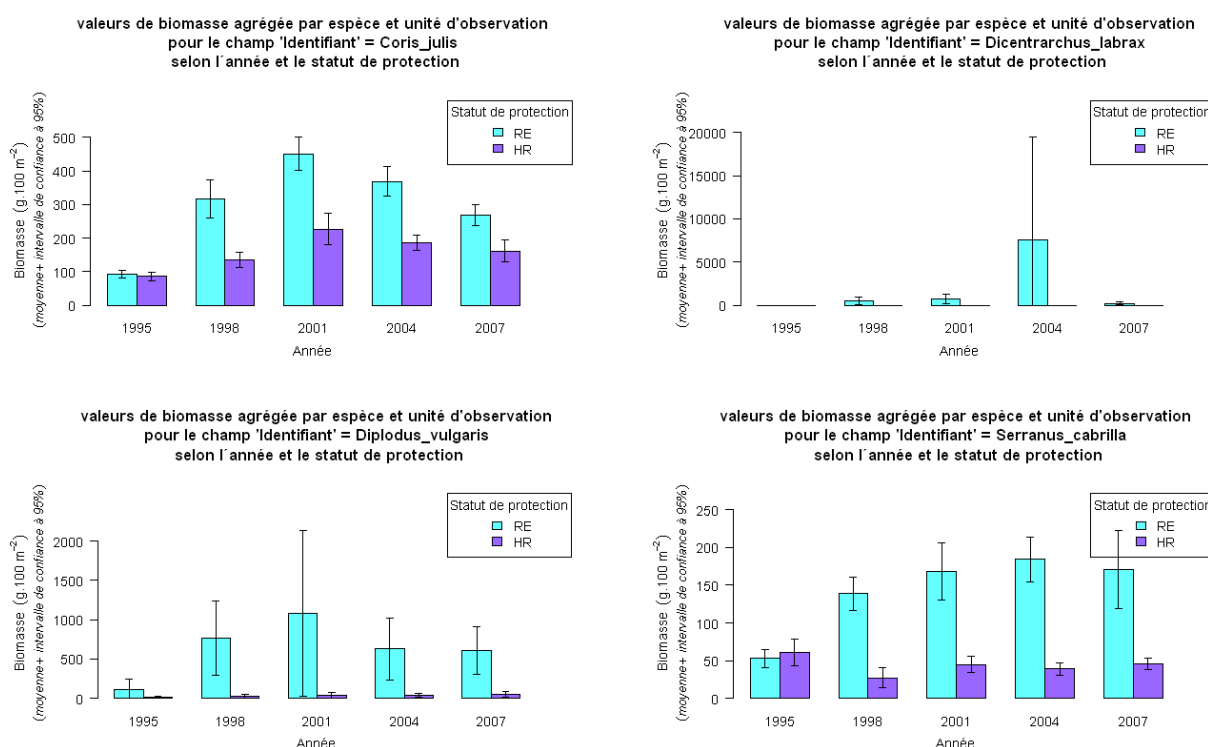 valeurs de biomasse agrégée par espèce et unité d'observation
pour le champ 'Identifiant' = Coris_julis
selon l´année et le statut de protection
Statut de protection
RE
HR
Biomasse (g.100 m⁻²)
(moyenne+ intervalle de confiance à 95%)
500
400
300
200
100
0
1995 1998 2001 2004 2007
Année
valeurs de biomasse agrégée par espèce et unité d'observation
pour le champ 'Identifiant' = Dicentrarchus_labrax
selon l´année et le statut de protection
Statut de protection
RE
HR
Biomasse (g.100 m⁻²)
(moyenne+ intervalle de confiance à 95%)
20000
15000
10000
5000
0
1995 1998 2001 2004 2007
Année
valeurs de biomasse agrégée par espèce et unité d'observation
pour le champ 'Identifiant' = Diplodus_vulgaris
selon l´année et le statut de protection
Statut de protection
RE
HR
Biomasse (g.100 m⁻²)
(moyenne+ intervalle de confiance à 95%)
2000
1500
1000
500
0
1995 1998 2001 2004 2007
Année
valeurs de biomasse agrégée par espèce et unité d'observation
pour le champ 'Identifiant' = Serranus_cabrilla
selon l´année et le statut de protection
Statut de protection
RE
HR
Biomasse (g.100 m⁻²)
(moyenne+ intervalle de confiance à 95%)
250
200
150
100
50
0
1995 1998 2001 2004 2007
Année